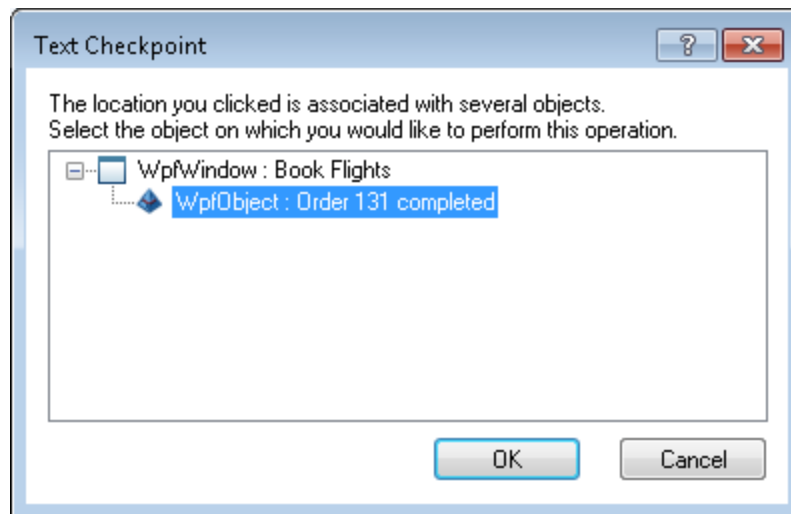 Text Checkpoint
The location you clicked is associated with several objects.
Select the object on which you would like to perform this operation.
WpfWindow : Book Flights
WpfObject : Order 131 completed
OK
Cancel